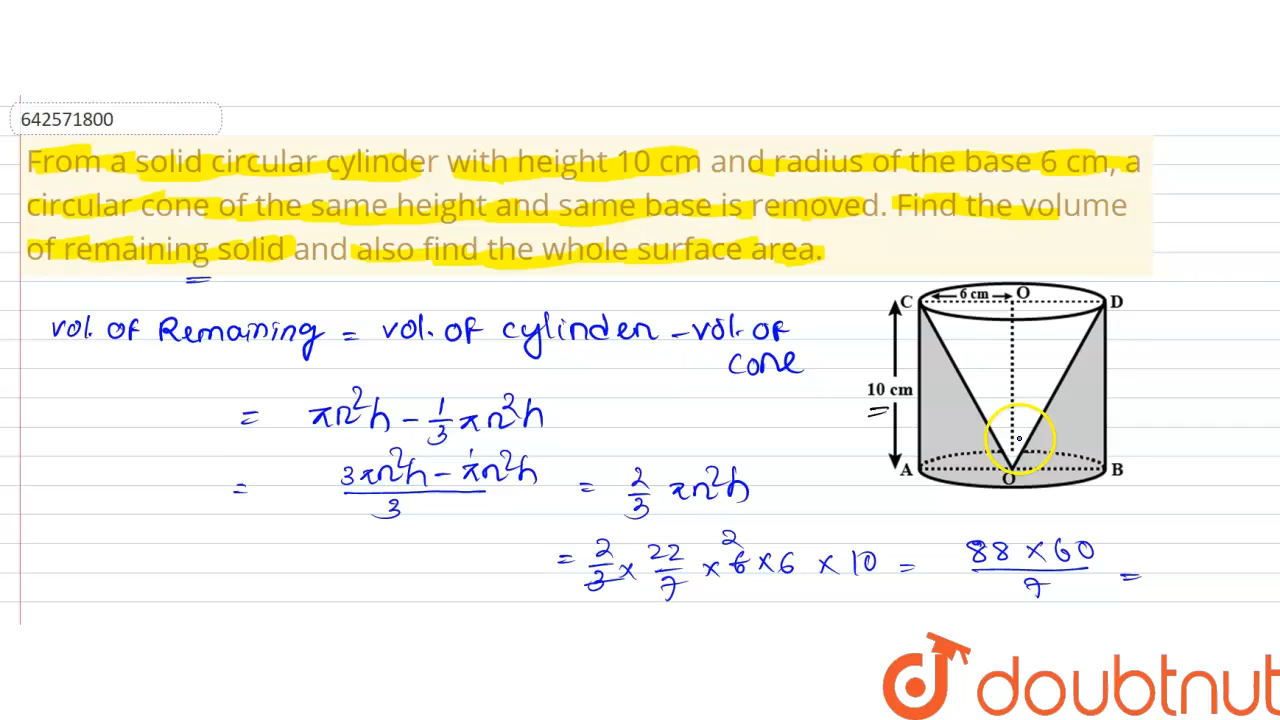 642571800
From a solid circular cylinder with height 10 cm and radius of the base 6 cm, a
circular cone of the same height and same base is removed. Find the volume
of remaining solid and also find the whole surface area.
vol. of Remaining = vol. of cylinder - vol. of
cone
= πr²h - 1/3 πr²h
= (3πr²h - πr²h)/3 = 2/3 πr²h
= 2/3 × 22/7 × 6 2 × 6 × 10 = (88 × 60)/7 =
C 6 cm O D
10 cm =
A O B
doubtnut